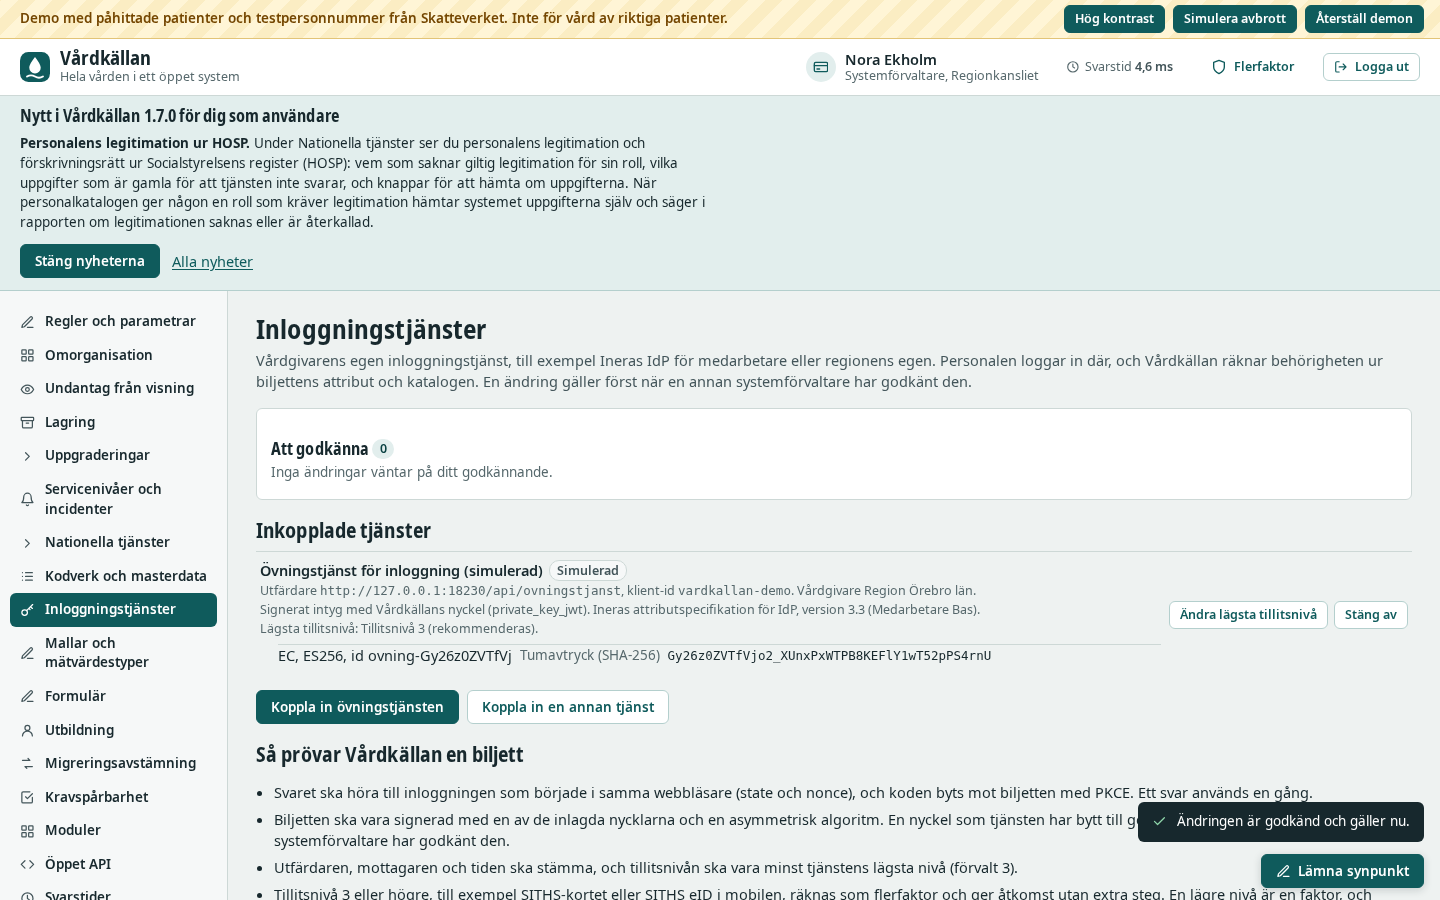 Demo med påhittade patienter och testpersonnummer från Skatteverket. Inte för vård av riktiga patienter.
Hög kontrast
Simulera avbrott
Återställ demon
Vårdkällan
Hela vården i ett öppet system
Nora Ekholm
Systemförvaltare, Regionkansliet
Svarstid 4,6 ms
Flerfaktor
Logga ut
Nytt i Vårdkällan 1.7.0 för dig som användare
Personalens legitimation ur HOSP. Under Nationella tjänster ser du personalens legitimation och
förskrivningsrätt ur Socialstyrelsens register (HOSP): vem som saknar giltig legitimation för sin roll, vilka
uppgifter som är gamla för att tjänsten inte svarar, och knappar för att hämta om uppgifterna. När
personalkatalogen ger någon en roll som kräver legitimation hämtar systemet uppgifterna själv och säger i
rapporten om legitimationen saknas eller är återkallad.
Stäng nyheterna
Alla nyheter
Regler och parametrar
Omorganisation
Undantag från visning
Lagring
Uppgraderingar
Servicenivåer och
incidenter
Nationella tjänster
Kodverk och masterdata
Inloggningstjänster
Mallar och
mätvärdestyper
Formulär
Utbildning
Migreringsavstämning
Kravspårbarhet
Moduler
Öppet API
Svarstider
Inloggningstjänster
Vårdgivarens egen inloggningstjänst, till exempel Ineras IdP för medarbetare eller regionens egen. Personalen loggar in där, och Vårdkällan räknar behörigheten ur
biljettens attribut och katalogen. En ändring gäller först när en annan systemförvaltare har godkänt den.
Att godkänna 0
Inga ändringar väntar på ditt godkännande.
Inkopplade tjänster
Övningstjänst för inloggning (simulerad) Simulerad
Utfärdare http://127.0.0.1:18230/api/ovningstjanst, klient-id vardkallan-demo. Vårdgivare Region Örebro län.
Signerat intyg med Vårdkällans nyckel (private_key_jwt). Ineras attributspecifikation för IdP, version 3.3 (Medarbetare Bas).
Lägsta tillitsnivå: Tillitsnivå 3 (rekommenderas).
Ändra lägsta tillitsnivå
Stäng av
EC, ES256, id ovning-Gy26z0ZVTfVj Tumavtryck (SHA-256) Gy26z0ZVTfVjo2_XUnxPxWTPB8KEFlY1wT52pPS4rnU
Koppla in övningstjänsten
Koppla in en annan tjänst
Så prövar Vårdkällan en biljett
Svaret ska höra till inloggningen som började i samma webbläsare (state och nonce), och koden byts mot biljetten med PKCE. Ett svar används en gång.
Biljetten ska vara signerad med en av de inlagda nycklarna och en asymmetrisk algoritm. En nyckel som tjänsten har bytt till
systemförvaltare har godkänt den.
Utfärdaren, mottagaren och tiden ska stämma, och tillitsnivån ska vara minst tjänstens lägsta nivå (förvalt 3).
Tillitsnivå 3 eller högre, till exempel SITHS-kortet eller SITHS eID i mobilen, räknas som flerfaktor och ger åtkomst utan extra steg. En lägre nivå är en faktor, och
Ändringen är godkänd och gäller nu.
Lämna synpunkt